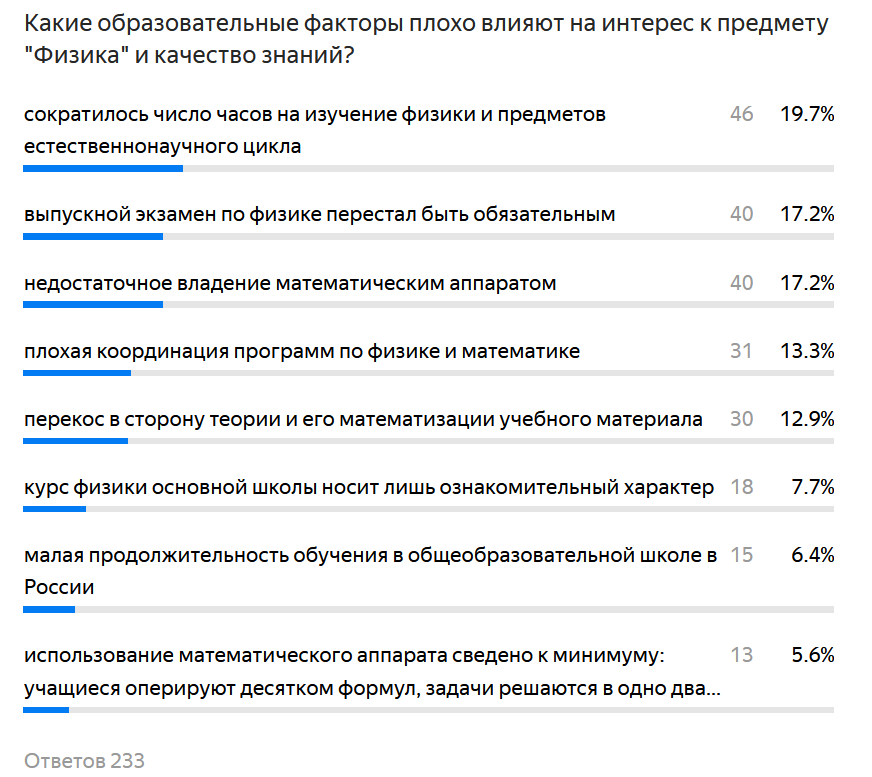 Какие образовательные факторы плохо влияют на интерес к предмету
"Физика" и качество знаний?
сократилось число часов на изучение физики и предметов 46 19.7%
естественнонаучного цикла
выпускной экзамен по физике перестал быть обязательным 40 17.2%
недостаточное владение математическим аппаратом 40 17.2%
плохая координация программ по физике и математике 31 13.3%
перекос в сторону теории и его математизации учебного материала 30 12.9%
курс физики основной школы носит лишь ознакомительный характер 18 7.7%
малая продолжительность обучения в общеобразовательной школе в 15 6.4%
России
использование математического аппарата сведено к минимуму: 13 5.6%
учащиеся оперируют десятком формул, задачи решаются в одно два...
Ответов 233